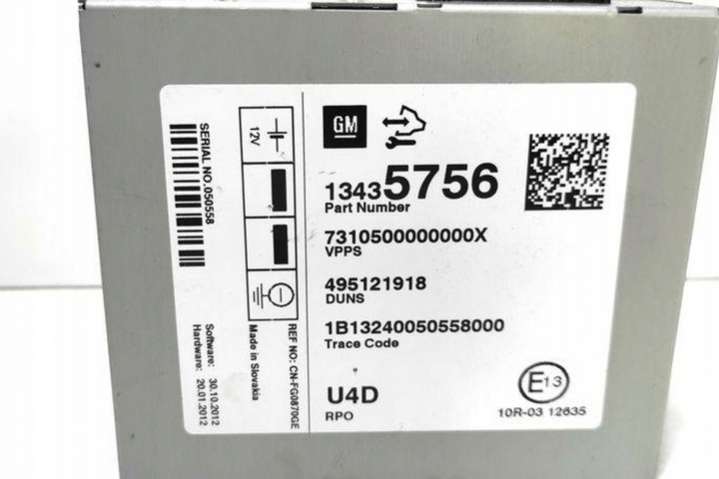 GM
13435756
Part Number
7310500000000X
VPPS
495121918
DUNS
1B13240050558000
Trace Code
U4D
RPO
E13
10R-03 12635
SERIAL NO.050558
12V
REF NO: CN-FG0870GE
Made in Slovakia
Software: 30.10.2012
Hardware: 20.01.2012